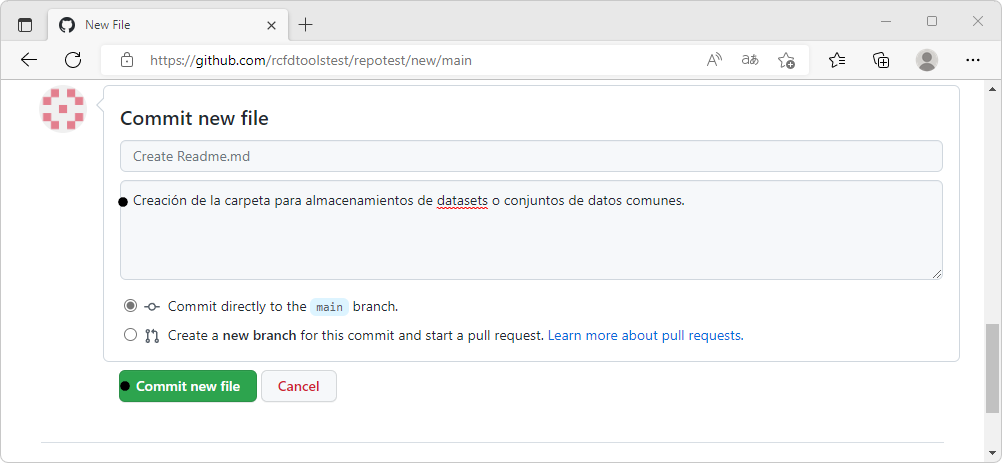 New File
https://github.com/rcfdtoolstest/repotest/new/main
Commit new file
Create Readme.md
Creación de la carpeta para almacenamientos de datasets o conjuntos de datos comunes.
Commit directly to the main branch.
Create a new branch for this commit and start a pull request. Learn more about pull requests.
Commit new file Cancel